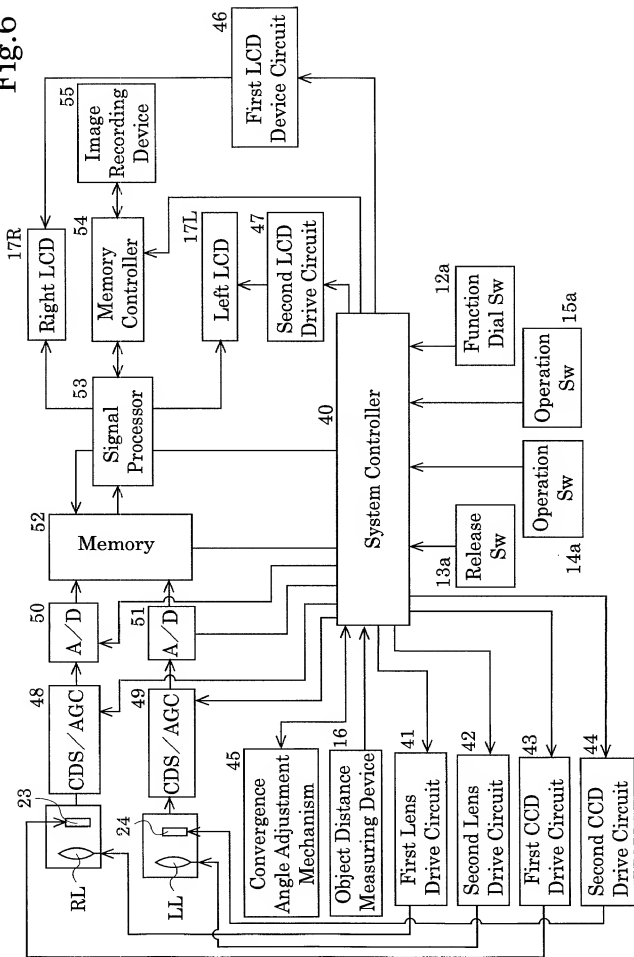 Fig.6
46
First LCD
Device Circuit
55
Image
Recording
Device
17R
Right LCD
54
Memory
Controller
17L
Left LCD
47
Second LCD
Drive Circuit
53
Signal
Processor
52
Memory
50
A/D
51
A/D
48
CDS/AGC
49
CDS/AGC
23
RL
24
LL
40
System Controller
12a
Function
Dial Sw
15a
Operation
Sw
14a
Operation
Sw
13a
Release
Sw
45
Convergence
Angle Adjustment
Mechanism
16
Object Distance
Measuring Device
41
First Lens
Drive Circuit
42
Second Lens
Drive Circuit
43
First CCD
Drive Circuit
44
Second CCD
Drive Circuit